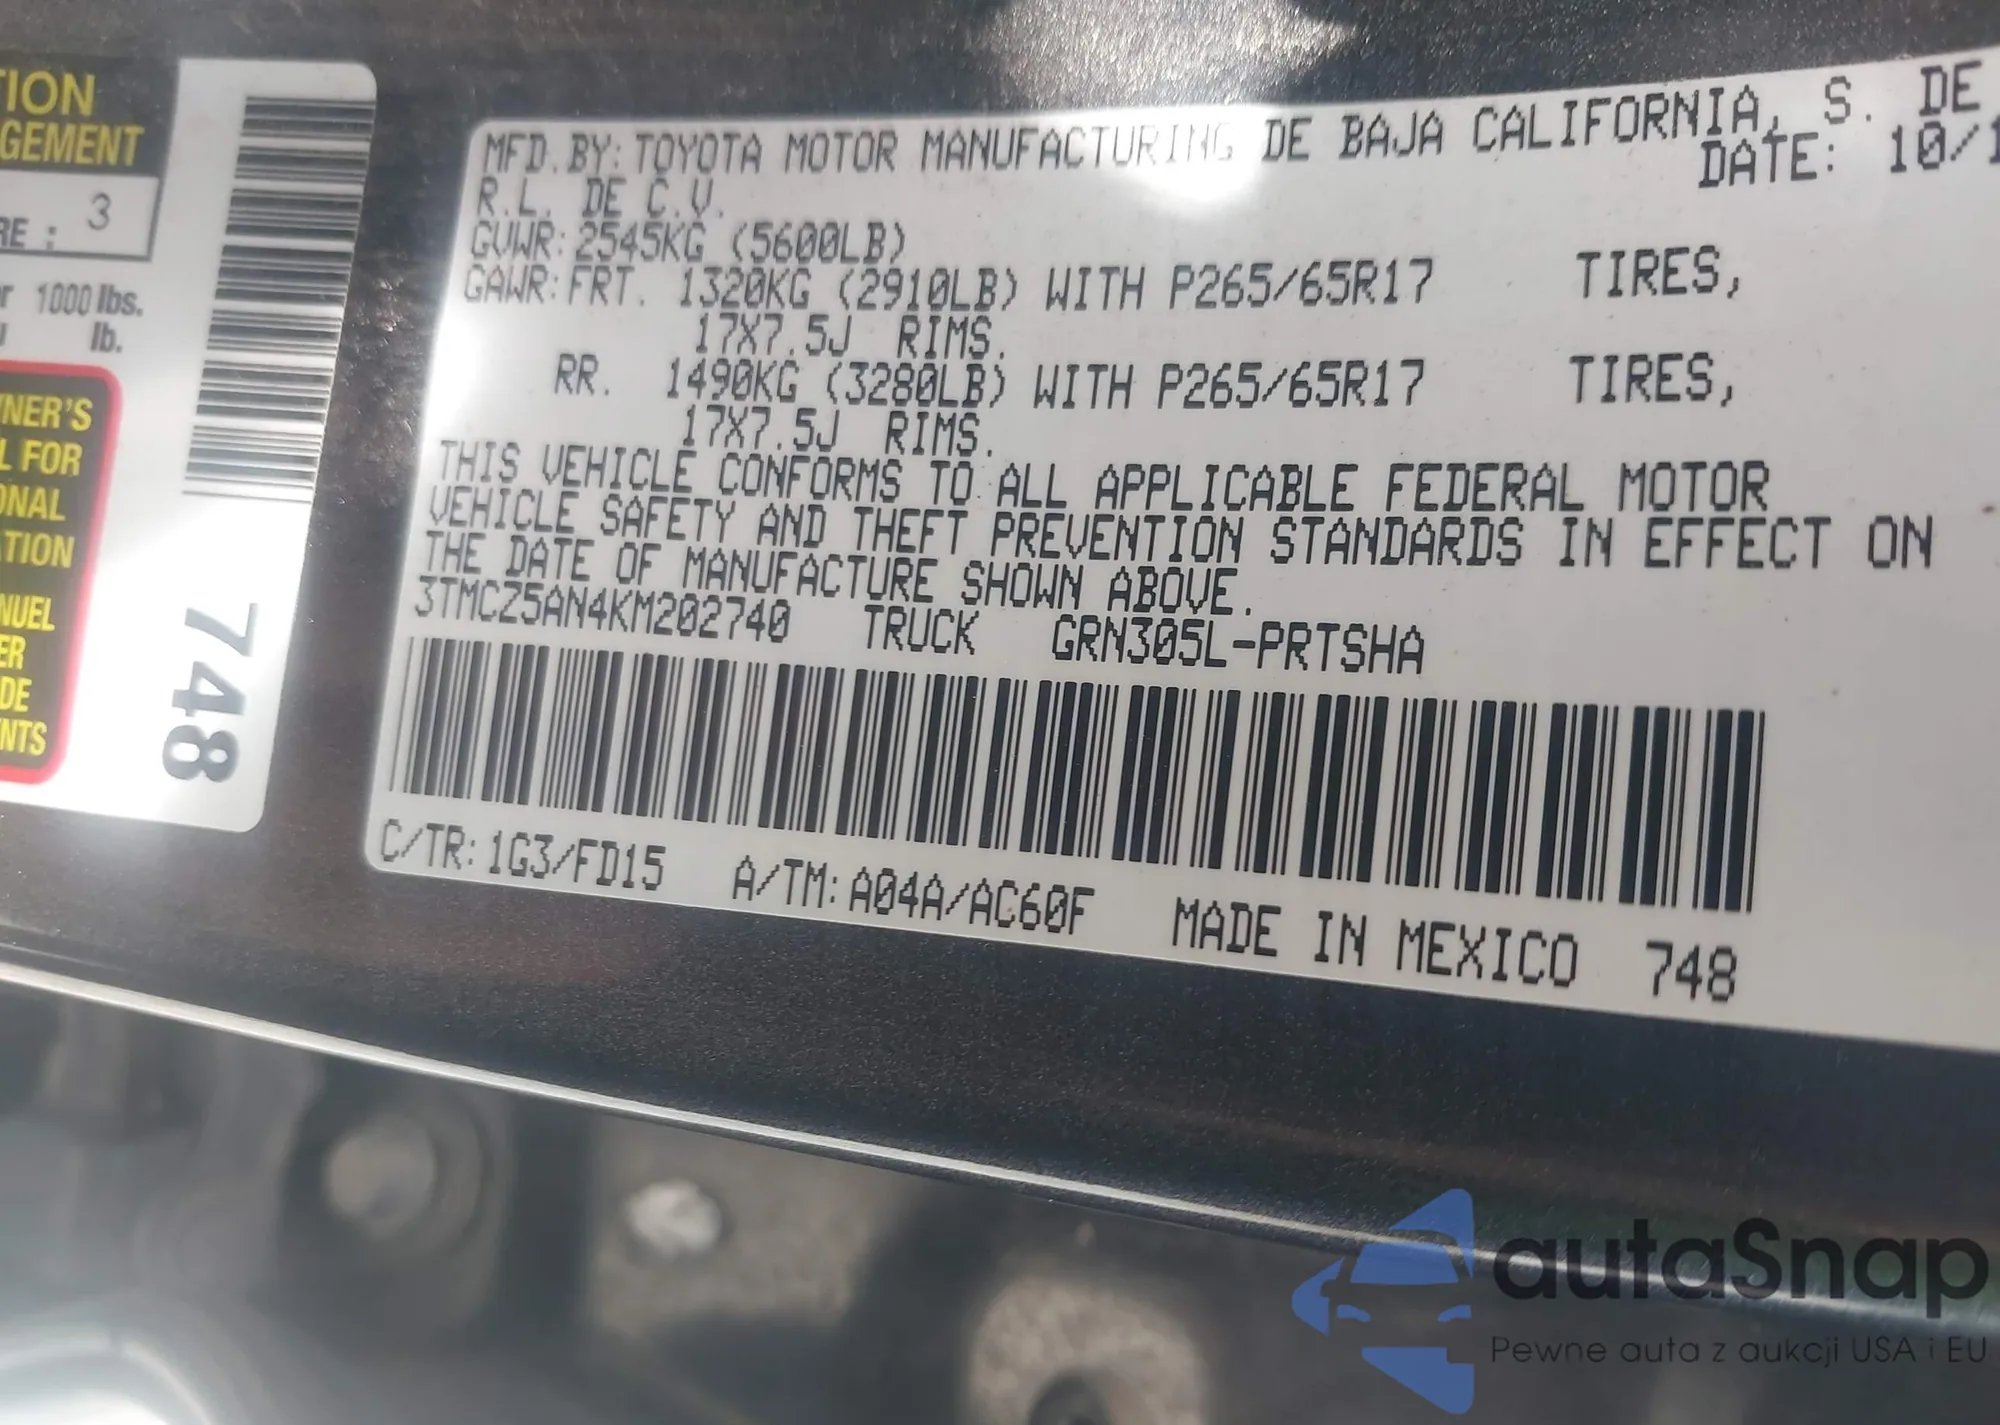 TION
GEMENT
RE : 3
r 1000 lbs.
lb.
NER'S
L FOR
ONAL
TION
NUEL
ER
DE
NTS
748
MFD.BY: TOYOTA MOTOR MANUFACTURING DE BAJA CALIFORNIA, S. DE
R.L. DE C.V. DATE: 10/1
GVWR: 2545KG (5600LB)
GAWR: FRT. 1320KG (2910LB) WITH P265/65R17 TIRES,
17X7.5J RIMS.
RR. 1490KG (3280LB) WITH P265/65R17 TIRES,
17X7.5J RIMS.
THIS VEHICLE CONFORMS TO ALL APPLICABLE FEDERAL MOTOR
VEHICLE SAFETY AND THEFT PREVENTION STANDARDS IN EFFECT ON
THE DATE OF MANUFACTURE SHOWN ABOVE.
3TMCZ5AN4KM202740 TRUCK GRN305L-PRTSHA
C/TR: 1G3/FD15 A/TM: A04A/AC60F MADE IN MEXICO 748
autaSnap
Pewne auta z aukcji USA i EU